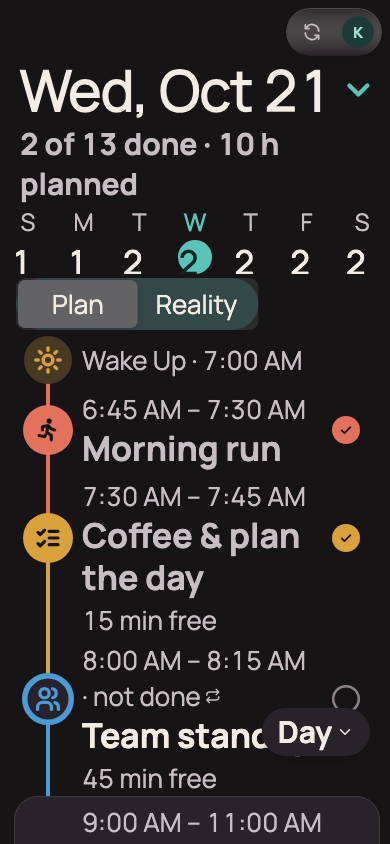 K
Wed, Oct 21
2 of 13 done · 10 h
planned
S M T W T F S
1 1 2 2 2 2 2
Plan Reality
Wake Up · 7:00 AM
6:45 AM – 7:30 AM
Morning run
7:30 AM – 7:45 AM
Coffee & plan
the day
15 min free
8:00 AM – 8:15 AM
· not done
Team stand
Day
45 min free
9:00 AM – 11:00 AM